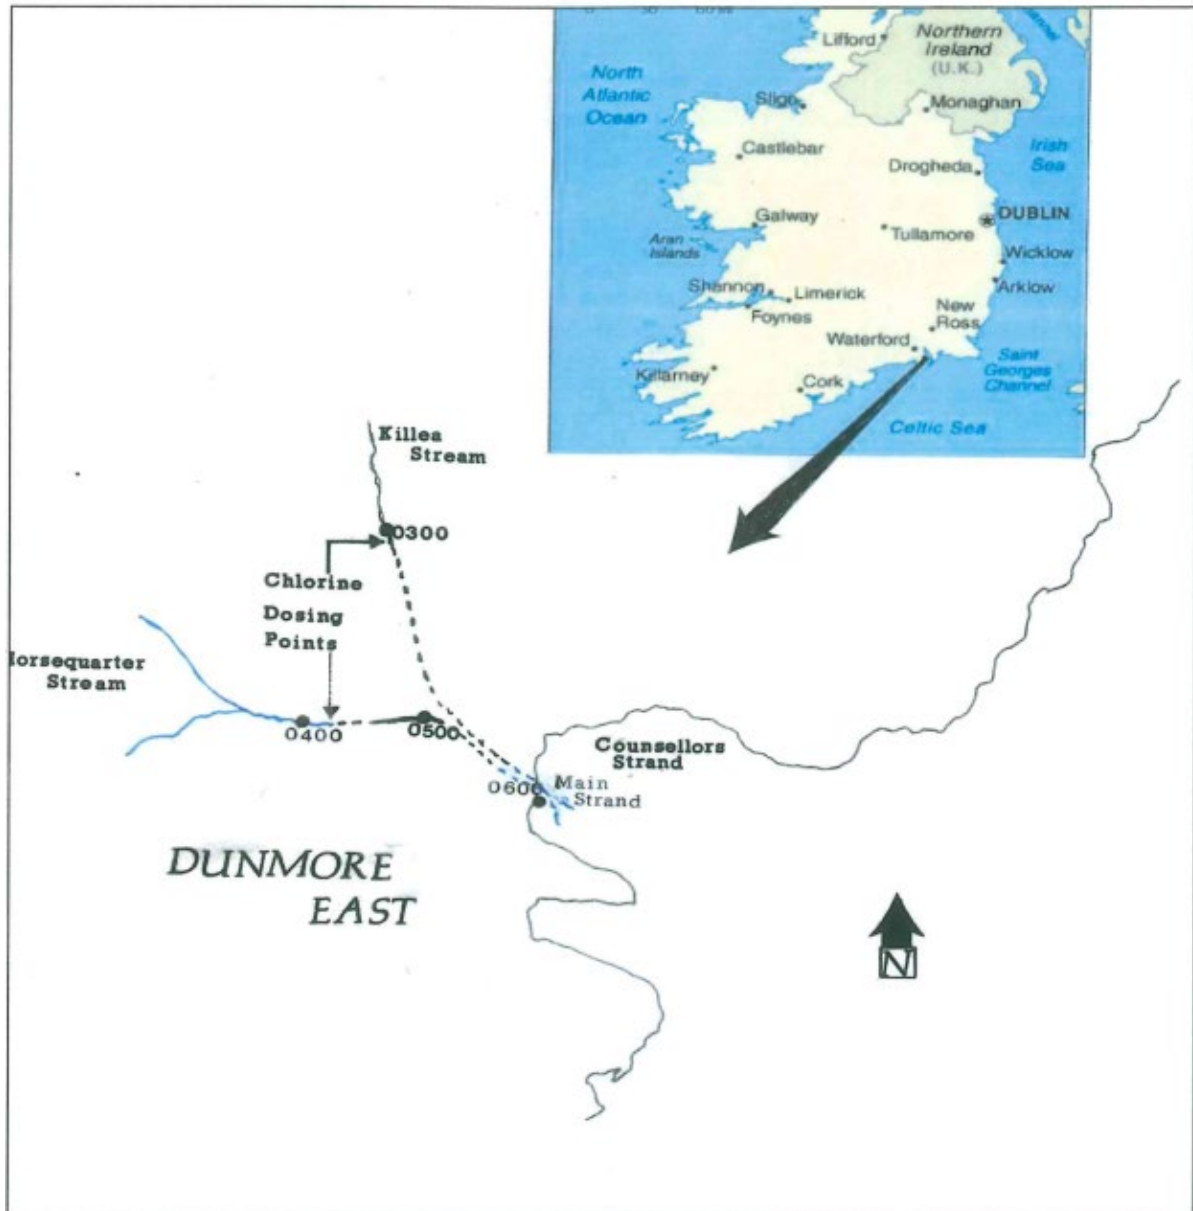 Northern
Ireland
(U.K.)
Lifford
North
Atlantic
Ocean
Sligo
Monaghan
Irish
Sea
Castlebar
Drogheda
Galway
DUBLIN
Tullamore
Aran
Islands
Wicklow
Shannon
Limerick
Arklow
Foynes
New
Ross
Waterford
Saint
Georges
Channel
Killarney
Cork
Celtic Sea
Killea
Stream
0300
Chlorine
Dosing
Points
orsequarter
Stream
0400
0500
Counsellors
Strand
0600
Main
Strand
DUNMORE
EAST
N